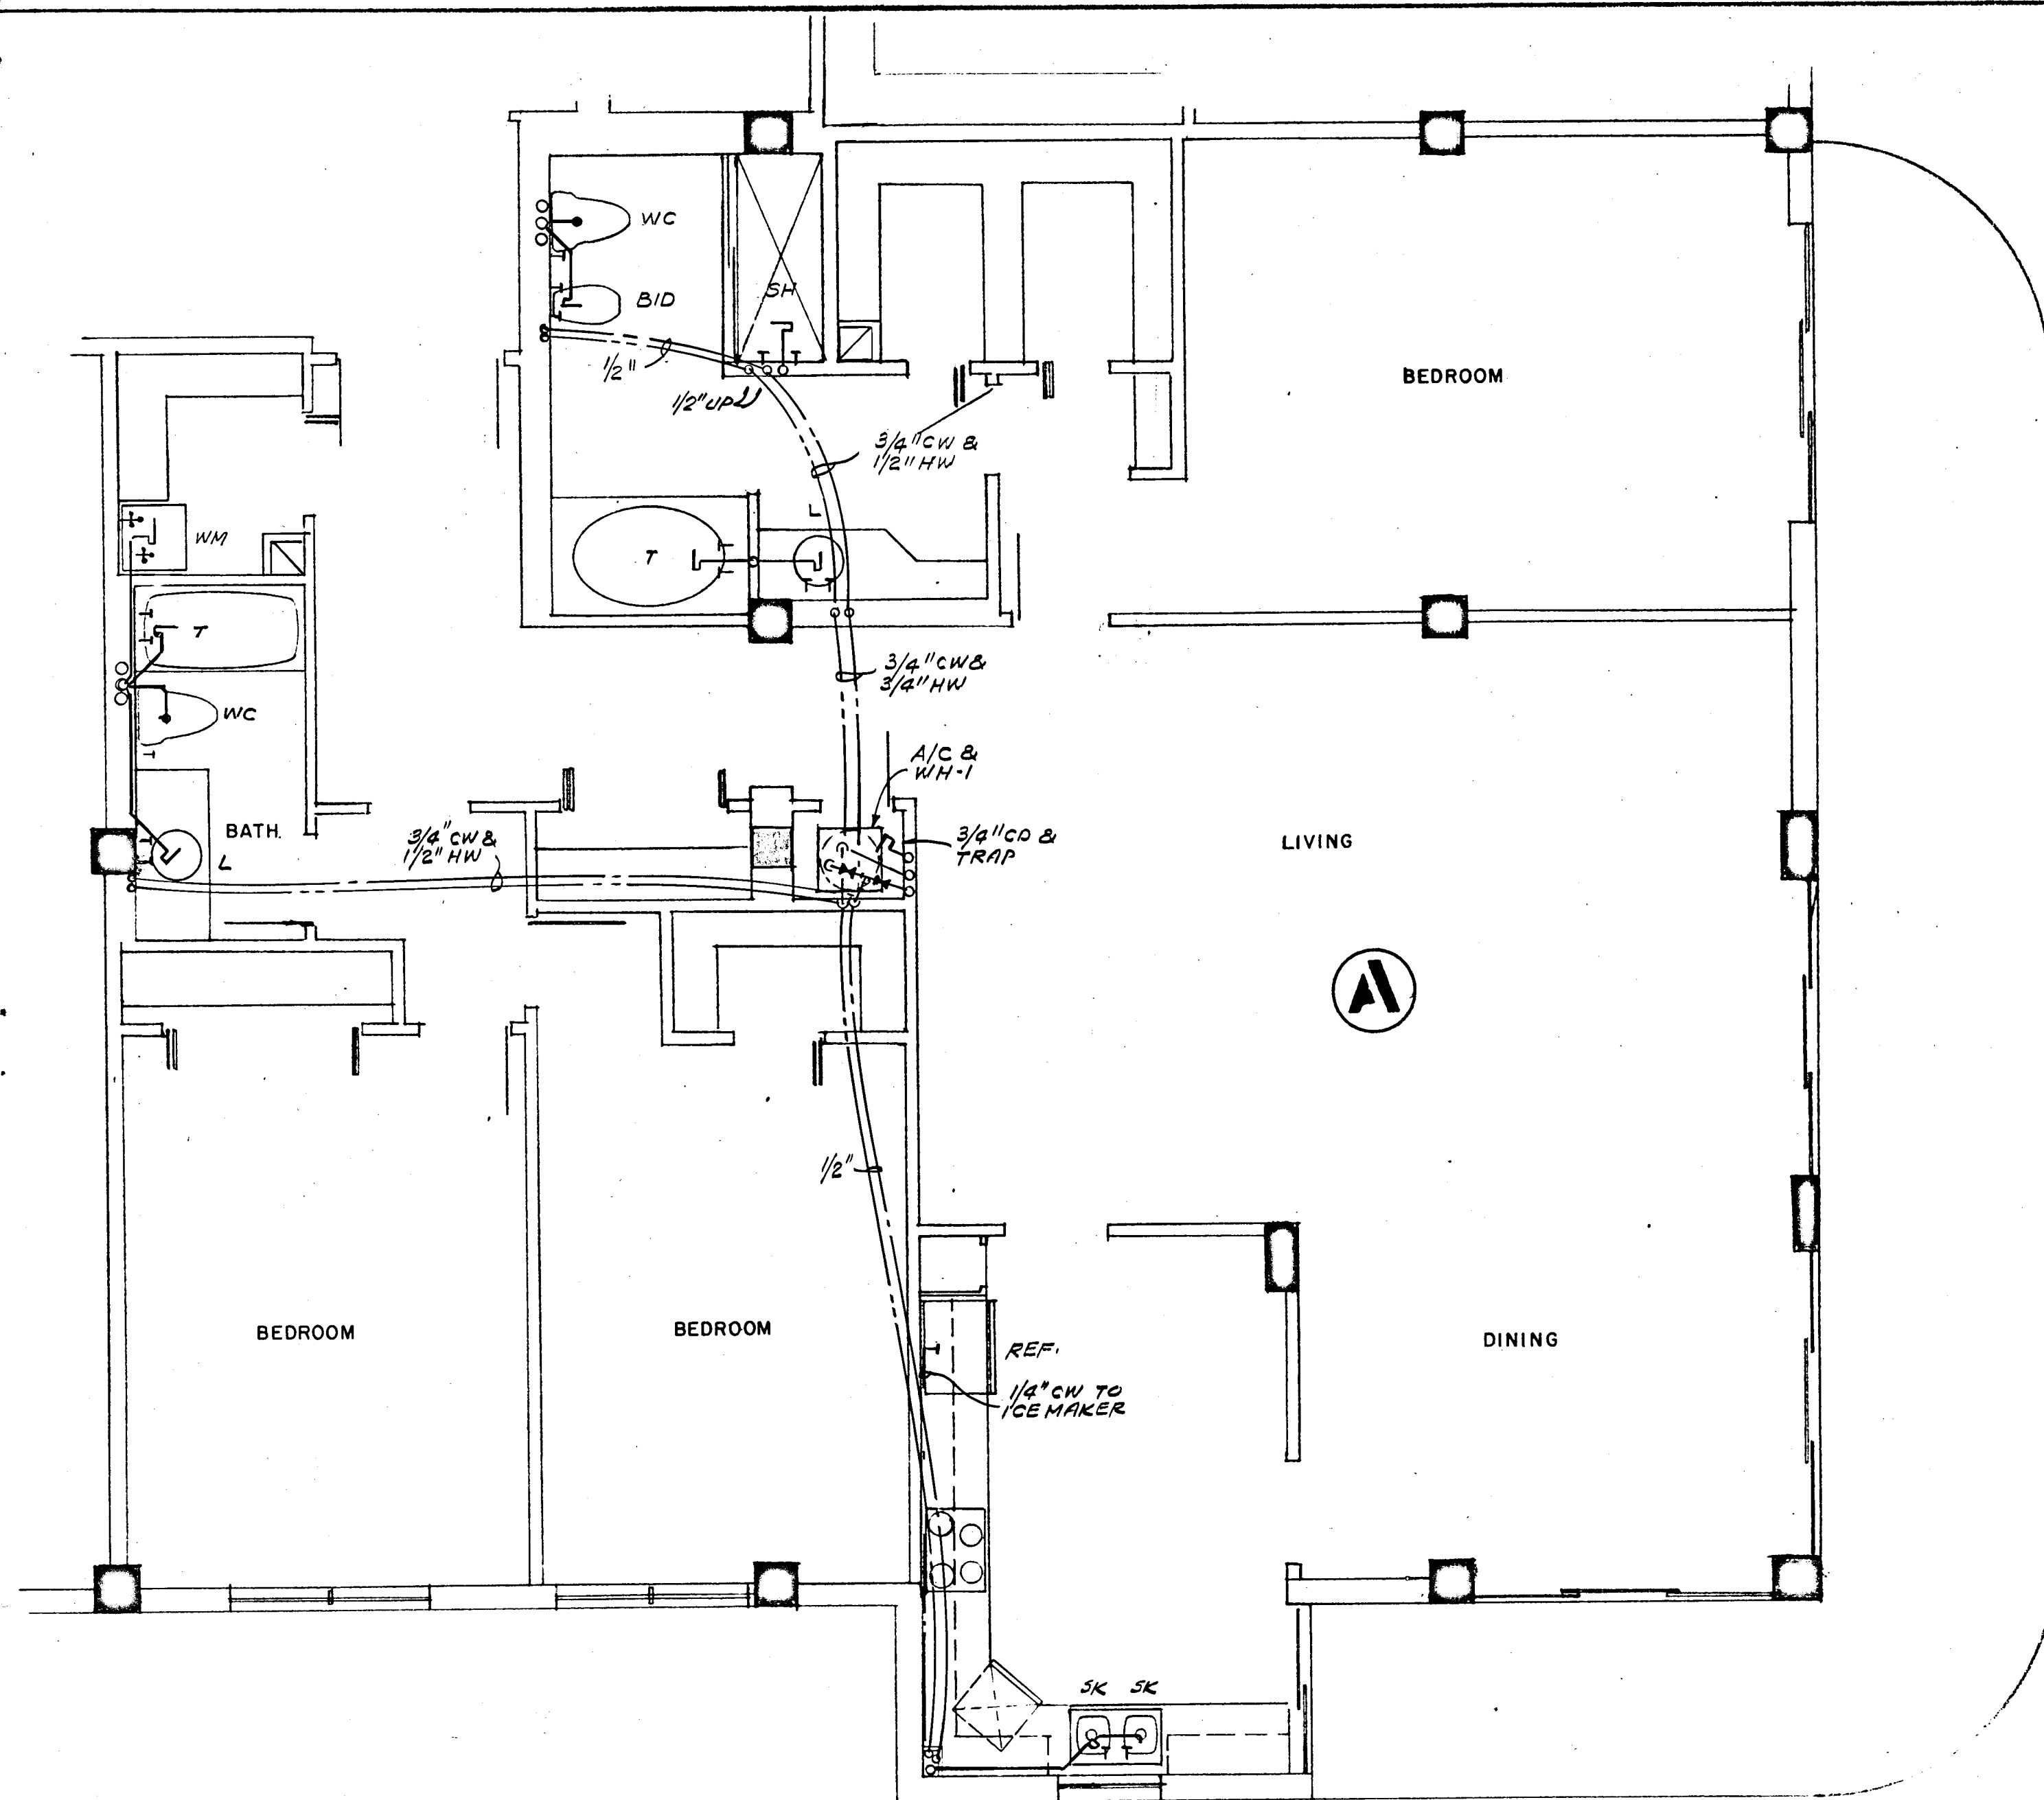 WC
BID
SH
1/2"
1/2" UP
BEDROOM
3/4" CW &
1/2" HW
L
WM
T
T
3/4" CW &
3/4" HW
WC
A/C &
WH-1
BATH.
L
3/4" CW &
1/2" HW
3/4" CD &
TRAP
LIVING
A
1/2"
BEDROOM
BEDROOM
DINING
REF.
1/4" CW TO
ICE MAKER
SK SK